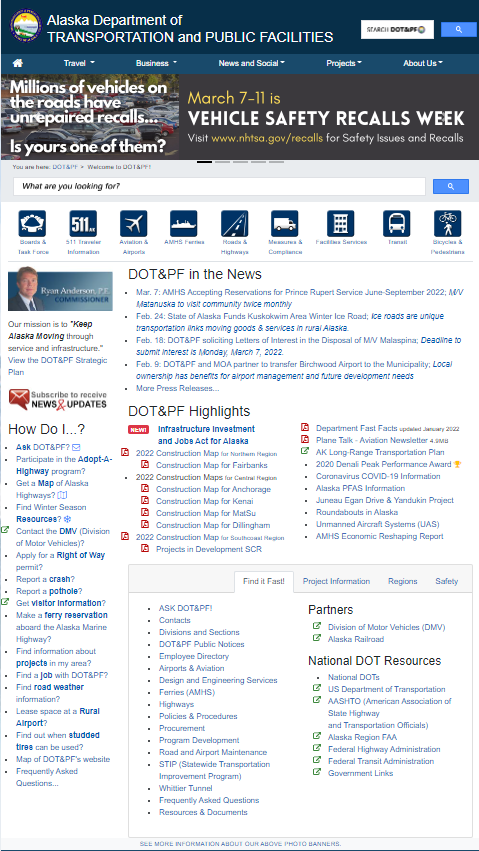 Alaska Department of
TRANSPORTATION and PUBLIC FACILITIES
SEARCH DOT&PF
Travel
Business
News and Social
Projects
About Us
Millions of vehicles on
the roads have
unrepaired recalls...
Is yours one of them?
March 7-11 is
VEHICLE SAFETY RECALLS WEEK
Visit www.nhtsa.gov/recalls for Safety Issues and Recalls
You are here: DOT&PF > Welcome to DOT&PF!
What are you looking for?
Boards &
Task Force
511 AK
511 Traveler
Information
Aviation &
Airports
AMHS Ferries
Roads &
Highways
Measures &
Compliance
Facilities Services
Transit
Bicycles &
Pedestrians
Ryan Anderson, P.E.
COMMISSIONER
Our mission is to "Keep
Alaska Moving through
service and infrastructure."
View the DOT&PF Strategic
Plan
Subscribe to receive
NEWS & UPDATES
How Do I...?
Ask DOT&PF?
Participate in the Adopt-A-
Highway program?
Get a Map of Alaska
Highways?
Find Winter Season
Resources?
Contact the DMV (Division
of Motor Vehicles)?
Apply for a Right of Way
permit?
Report a crash?
Report a pothole?
Get visitor information?
Make a ferry reservation
aboard the Alaska Marine
Highway?
Find information about
projects in my area?
Find a job with DOT&PF?
Find road weather
information?
Lease space at a Rural
Airport?
Find out when studded
tires can be used?
Map of DOT&PF's website
Frequently Asked
Questions...
DOT&PF in the News
Mar. 7: AMHS Accepting Reservations for Prince Rupert Service June-September 2022; M/V
Matanuska to visit community twice monthly
Feb. 24: State of Alaska Funds Kuskokwim Area Winter Ice Road; Ice roads are unique
transportation links moving goods & services in rural Alaska.
Feb. 18: DOT&PF soliciting Letters of Interest in the Disposal of M/V Malaspina; Deadline to
submit interest is Monday, March 7, 2022.
Feb. 9: DOT&PF and MOA partner to transfer Birchwood Airport to the Municipality; Local
ownership has benefits for airport management and future development needs
More Press Releases...
DOT&PF Highlights
NEW! Infrastructure Investment
and Jobs Act for Alaska
2022 Construction Map for Northern Region
Construction Map for Fairbanks
2022 Construction Maps for Central Region
Construction Map for Anchorage
Construction Map for Kenai
Construction Map for MatSu
Construction Map for Dillingham
2022 Construction Map for Southcoast Region
Projects in Development SCR
Department Fast Facts updated January 2022
Plane Talk - Aviation Newsletter 4.9MB
AK Long-Range Transportation Plan
2020 Denali Peak Performance Award
Coronavirus COVID-19 Information
Alaska PFAS Information
Juneau Egan Drive & Yandukin Project
Roundabouts in Alaska
Unmanned Aircraft Systems (UAS)
AMHS Economic Reshaping Report
Find it Fast!
Project Information
Regions
Safety
ASK DOT&PF!
Contacts
Divisions and Sections
DOT&PF Public Notices
Employee Directory
Airports & Aviation
Design and Engineering Services
Ferries (AMHS)
Highways
Policies & Procedures
Procurement
Program Development
Road and Airport Maintenance
STIP (Statewide Transportation
Improvement Program)
Whittier Tunnel
Frequently Asked Questions
Resources & Documents
Partners
Division of Motor Vehicles (DMV)
Alaska Railroad
National DOT Resources
National DOTs
US Department of Transportation
AASHTO (American Association of
State Highway
and Transportation Officials)
Alaska Region FAA
Federal Highway Administration
Federal Transit Administration
Government Links
SEE MORE INFORMATION ABOUT OUR ABOVE PHOTO BANNERS.